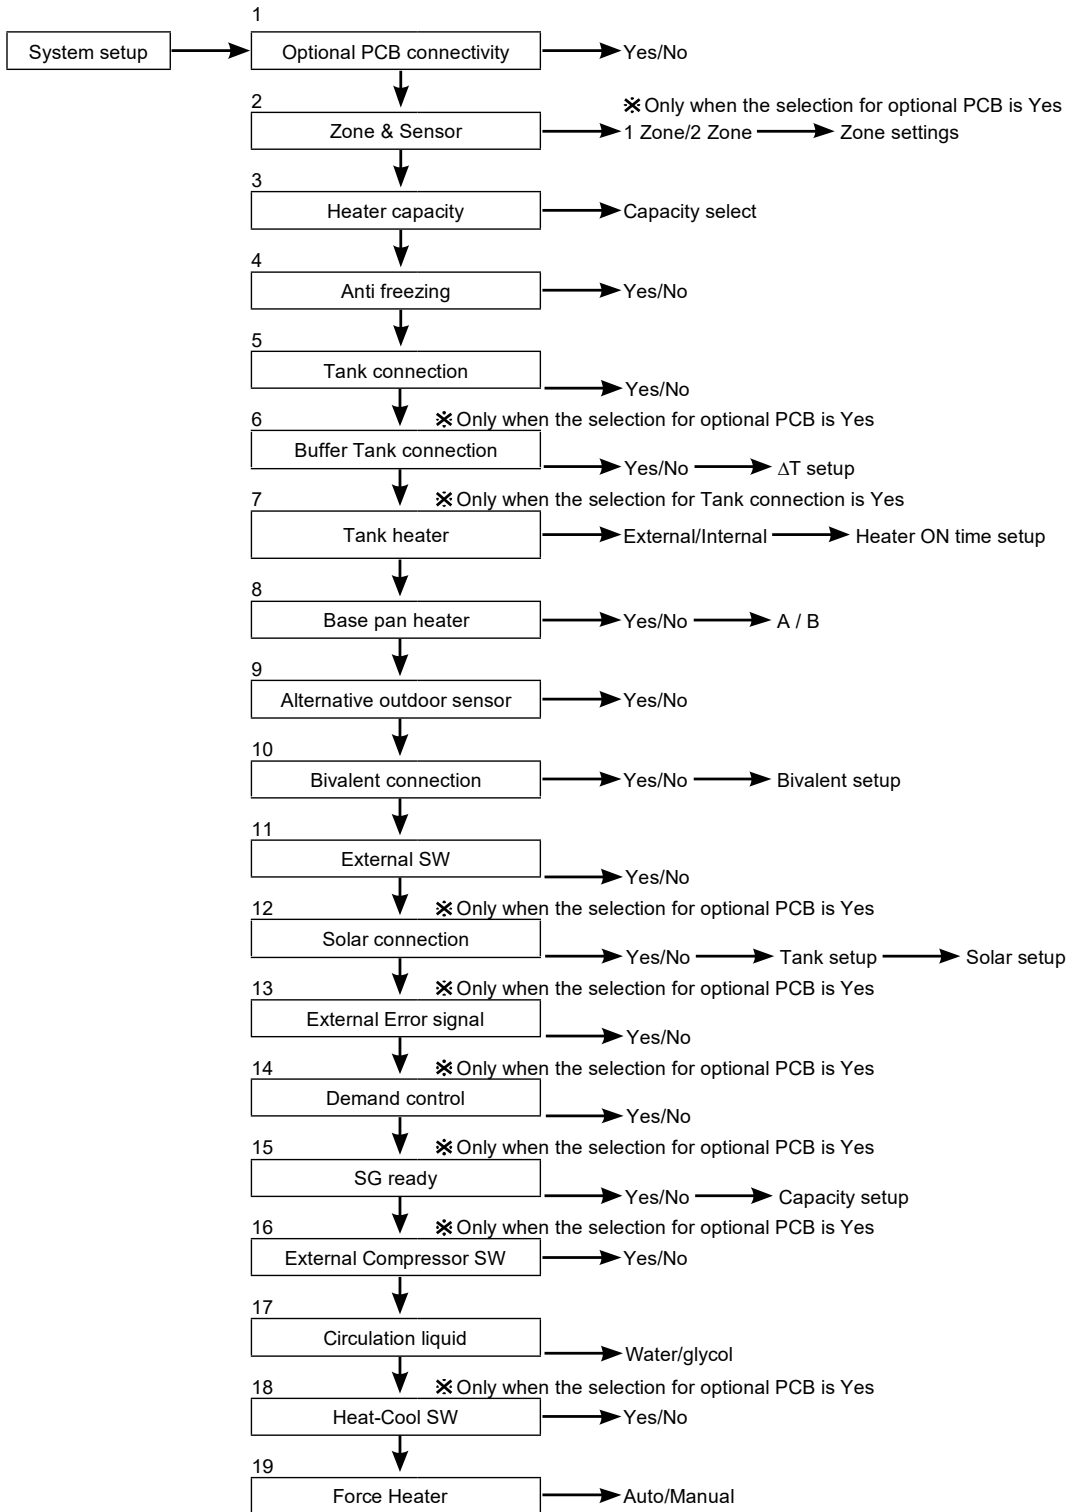 1
System setup
Optional PCB connectivity
Yes/No
2
※ Only when the selection for optional PCB is Yes
Zone & Sensor
1 Zone/2 Zone
Zone settings
3
Heater capacity
Capacity select
4
Anti freezing
Yes/No
5
Tank connection
Yes/No
6
※ Only when the selection for optional PCB is Yes
Buffer Tank connection
Yes/No
∆T setup
7
※ Only when the selection for Tank connection is Yes
Tank heater
External/Internal
Heater ON time setup
8
Base pan heater
Yes/No
A / B
9
Alternative outdoor sensor
Yes/No
10
Bivalent connection
Yes/No
Bivalent setup
11
External SW
Yes/No
12
※ Only when the selection for optional PCB is Yes
Solar connection
Yes/No
Tank setup
Solar setup
13
※ Only when the selection for optional PCB is Yes
External Error signal
Yes/No
14
※ Only when the selection for optional PCB is Yes
Demand control
Yes/No
15
※ Only when the selection for optional PCB is Yes
SG ready
Yes/No
Capacity setup
16
※ Only when the selection for optional PCB is Yes
External Compressor SW
Yes/No
17
Circulation liquid
Water/glycol
18
※ Only when the selection for optional PCB is Yes
Heat-Cool SW
Yes/No
19
Force Heater
Auto/Manual